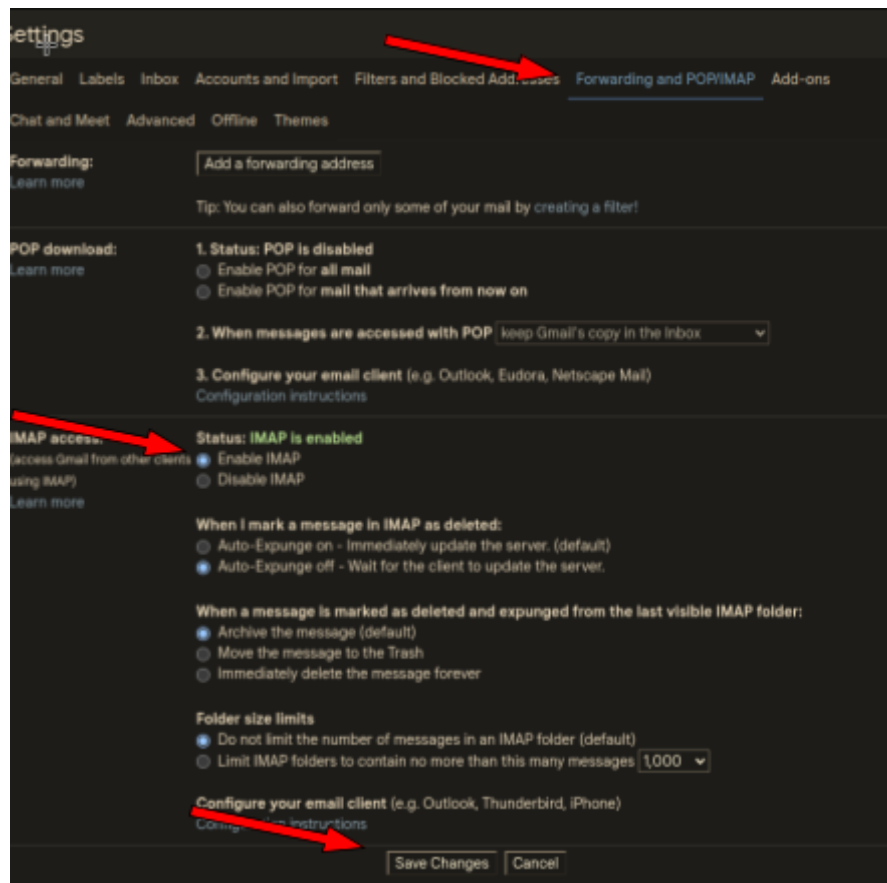 Settings
General Labels Inbox Accounts and Import Filters and Blocked Addresses Forwarding and POP/IMAP Add-ons
Chat and Meet Advanced Offline Themes
Forwarding: Add a forwarding address
Learn more
Tip: You can also forward only some of your mail by creating a filter!
POP download: 1. Status: POP is disabled
Learn more Enable POP for all mail
Enable POP for mail that arrives from now on
2. When messages are accessed with POP keep Gmail's copy in the Inbox
3. Configure your email client (e.g. Outlook, Eudora, Netscape Mail)
Configuration instructions
IMAP access: Status: IMAP is enabled
(access Gmail from other clients Enable IMAP
using IMAP) Disable IMAP
Learn more
When I mark a message in IMAP as deleted:
Auto-Expunge on - Immediately update the server. (default)
Auto-Expunge off - Wait for the client to update the server.
When a message is marked as deleted and expunged from the last visible IMAP folder:
Archive the message (default)
Move the message to the Trash
Immediately delete the message forever
Folder size limits
Do not limit the number of messages in an IMAP folder (default)
Limit IMAP folders to contain no more than this many messages 1,000
Configure your email client (e.g. Outlook, Thunderbird, iPhone)
Configuration instructions
Save Changes Cancel